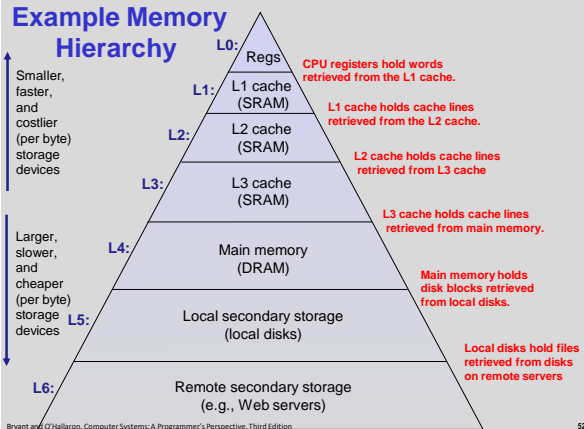 Example Memory
Hierarchy
L0:
Regs
CPU registers hold words
retrieved from the L1 cache.
L1:
L1 cache
(SRAM)
L1 cache holds cache lines
retrieved from the L2 cache.
L2:
L2 cache
(SRAM)
L2 cache holds cache lines
retrieved from L3 cache
L3:
L3 cache
(SRAM)
L3 cache holds cache lines
retrieved from main memory.
L4:
Main memory
(DRAM)
Main memory holds
disk blocks retrieved
from local disks.
L5:
Local secondary storage
(local disks)
Local disks hold files
retrieved from disks
on remote servers
L6:
Remote secondary storage
(e.g., Web servers)
Smaller,
faster,
and
costlier
(per byte)
storage
devices
Larger,
slower,
and
cheaper
(per byte)
storage
devices
Bryant and O'Hallaron, Computer Systems: A Programmer's Perspective, Third Edition